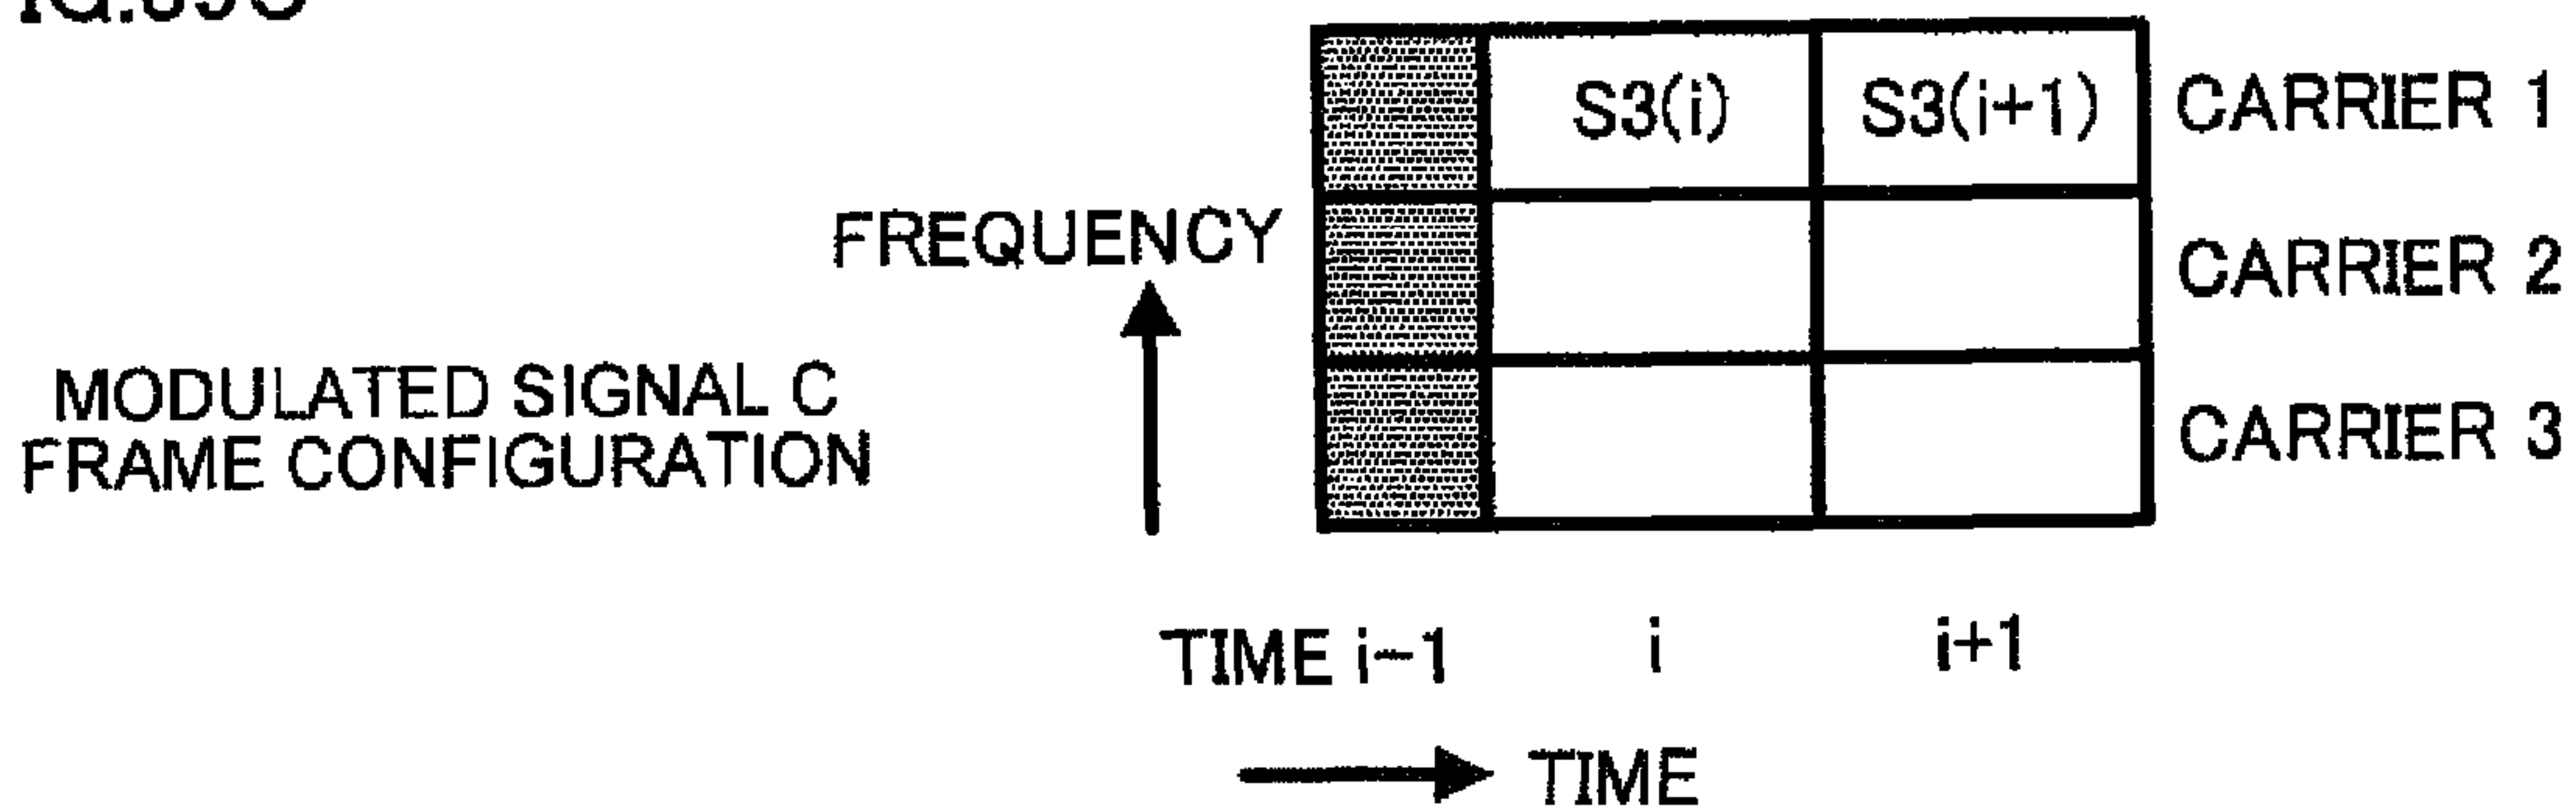 S3(i) S3(i+1) CARRIER 1
FREQUENCY
CARRIER 2
MODULATED SIGNAL C
FRAME CONFIGURATION
CARRIER 3
TIME i-1 i i+1
TIME